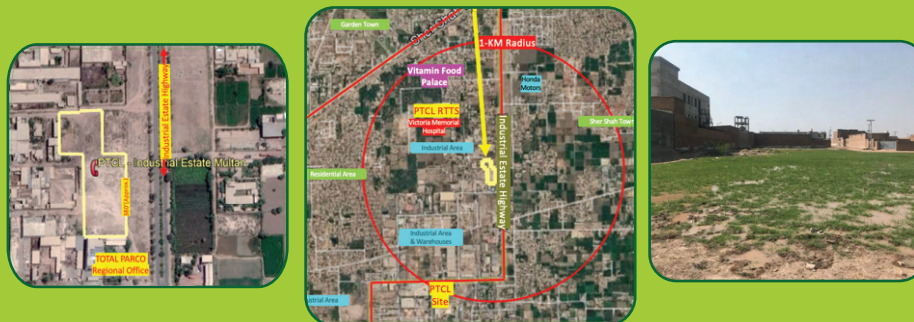 Industrial Estate Highway
PTCL - Industrial Estate Multan
TOTAL PARCO
Regional Office
Garden Town
1-KM Radius
Vitamin Food
Palace
Honda
Motors
PTCL RTTS
Victoria Memorial
Hospital
Sher Shah Town
Industrial Area
Industrial Estate Highway
Residential Area
Industrial Area
& Warehouses
PTCL
Site
ustrial Area